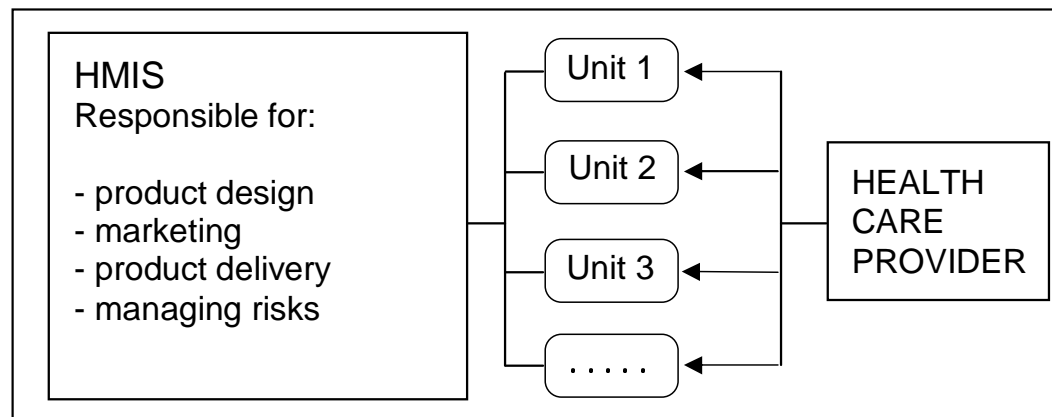 HMIS
Responsible for:
- product design
- marketing
- product delivery
- managing risks
Unit 1
Unit 2
Unit 3
. . . . .
HEALTH
CARE
PROVIDER